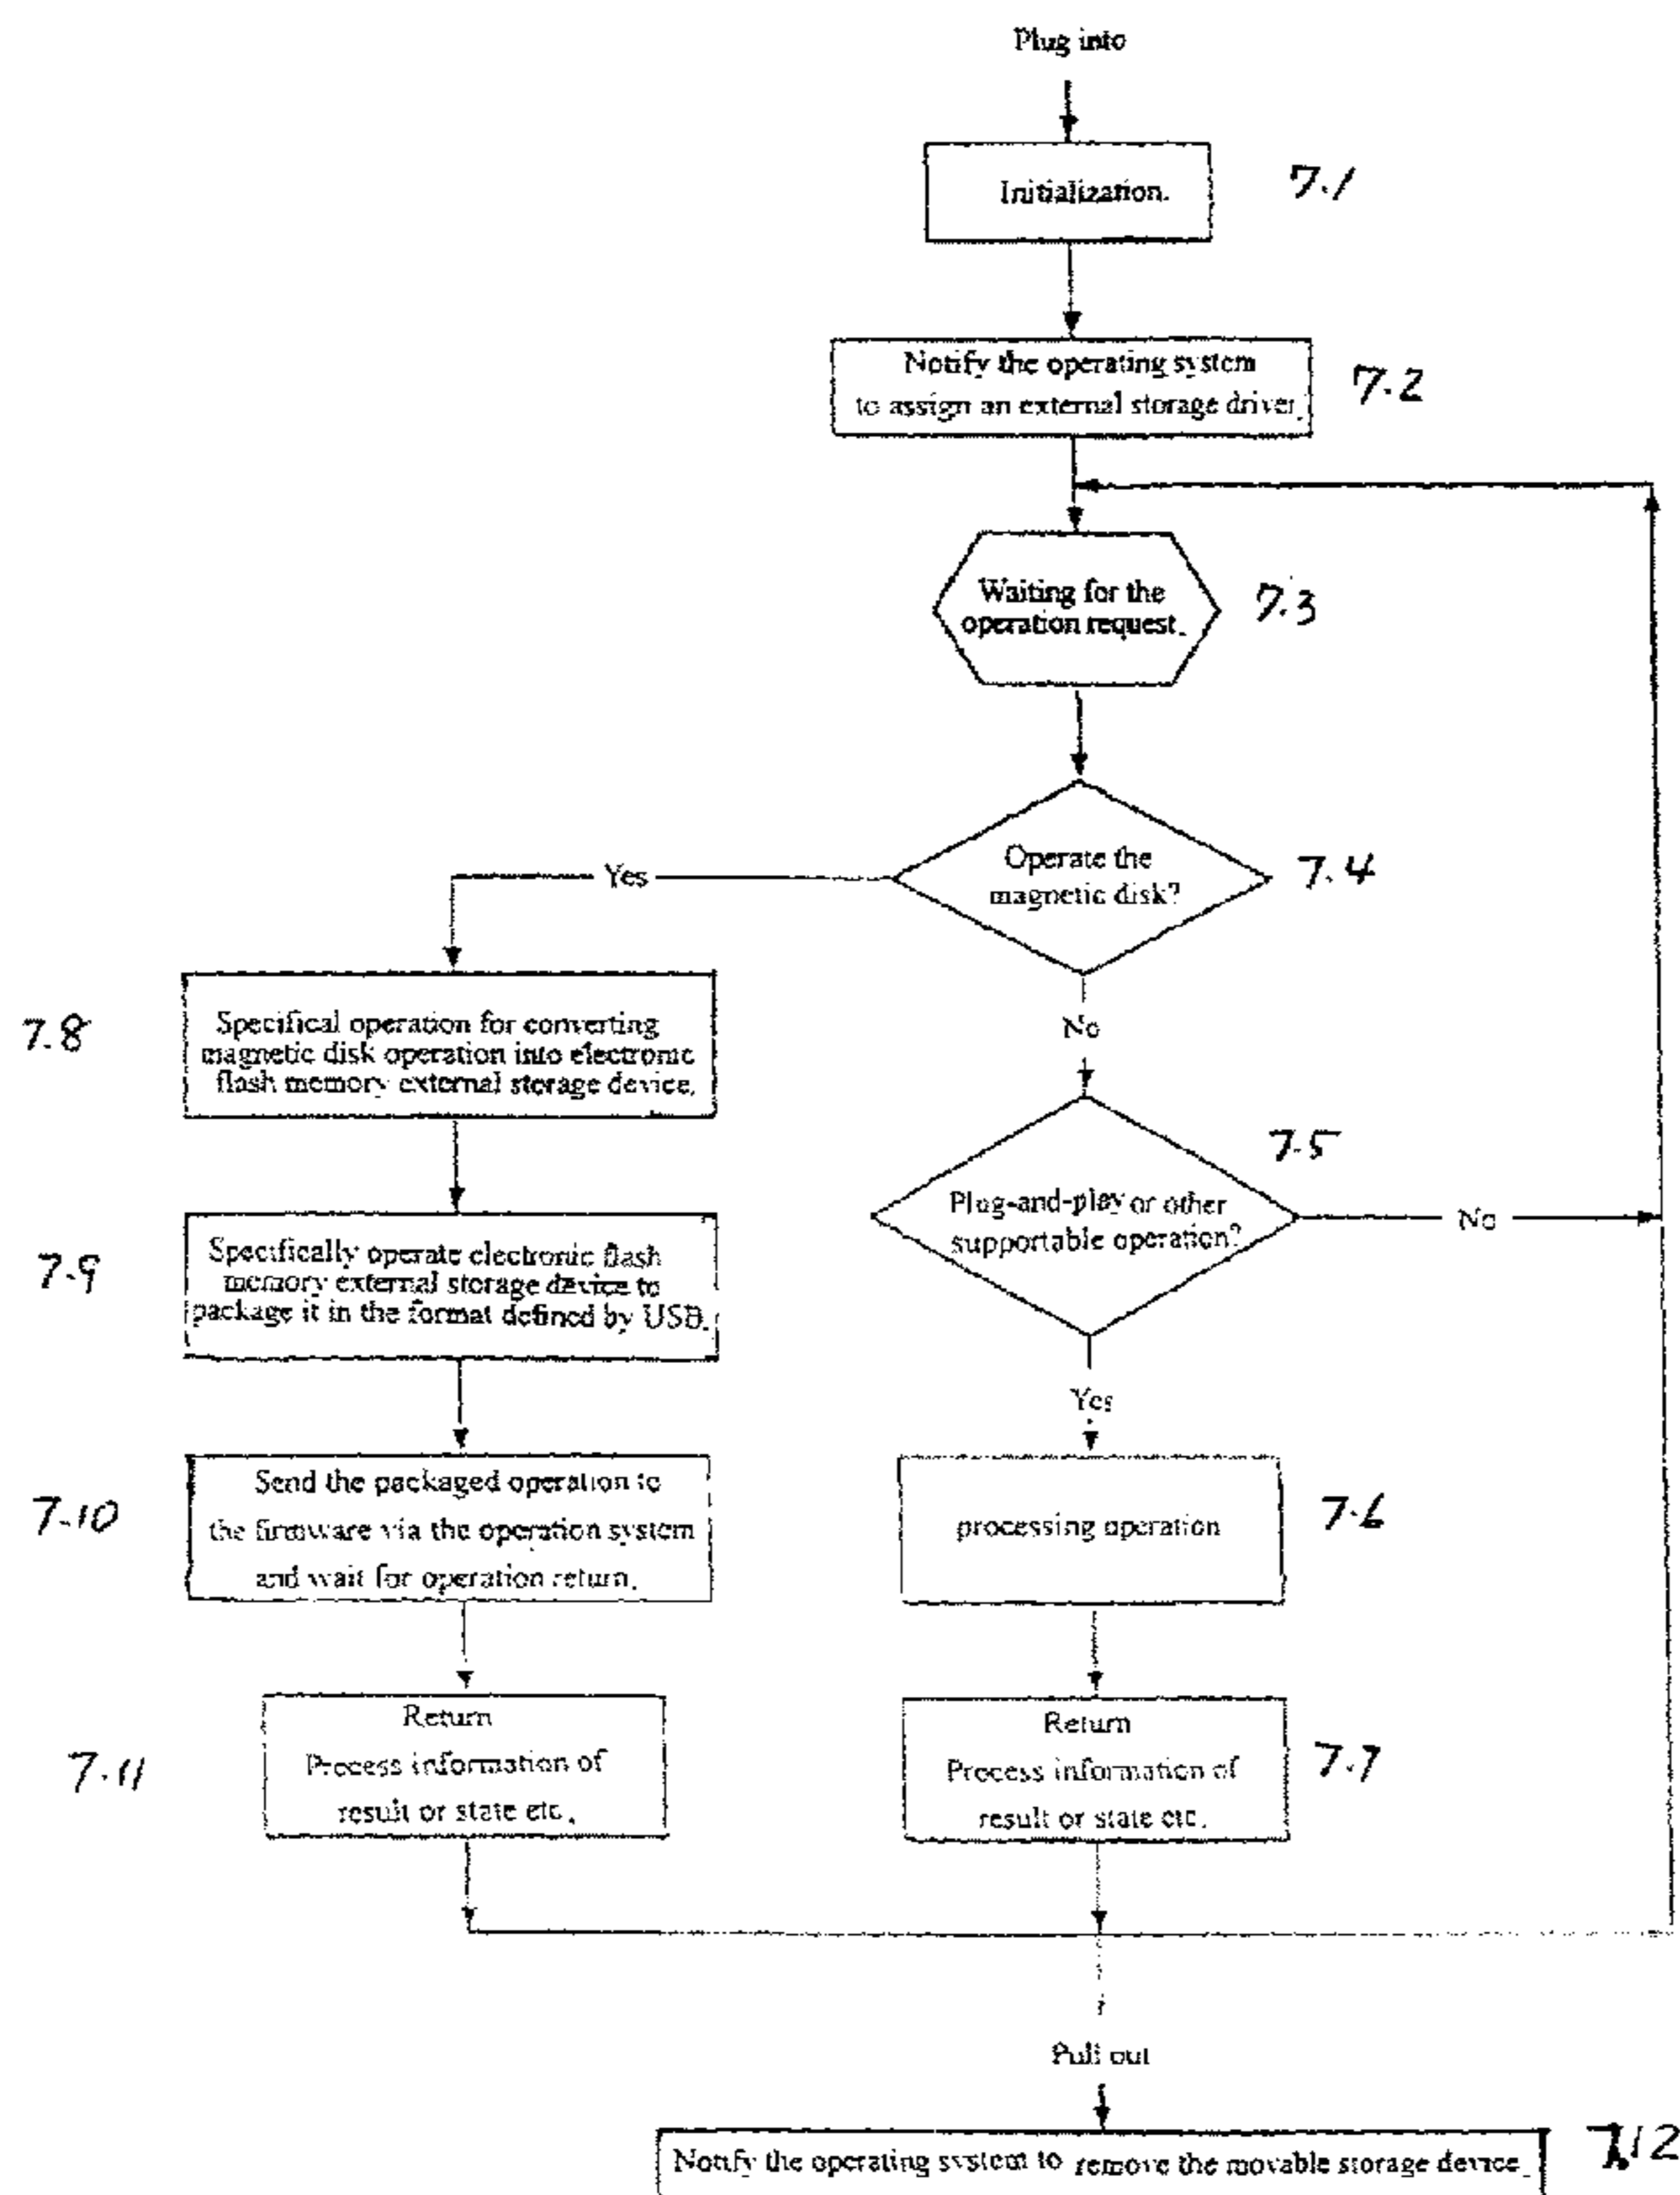 Plug into
Initialization.
7.1
Notify the operating system
to assign an external storage driver.
7.2
Waiting for the
operation request.
7.3
Operate the
magnetic disk?
7.4
Yes
No
Specifical operation for converting
magnetic disk operation into electronic
flash memory external storage device.
7.8
Plug-and-play or other
supportable operation?
7.5
No
Yes
Specifically operate electronic flash
memory external storage device to
package it in the format defined by USB.
7.9
Send the packaged operation to
the firmware via the operation system
and wait for operation return.
7.10
processing operation
7.6
Return
Process information of
result or state etc.
7.11
Return
Process information of
result or state etc.
7.7
Pull out
Notify the operating system to remove the movable storage device.
7.12